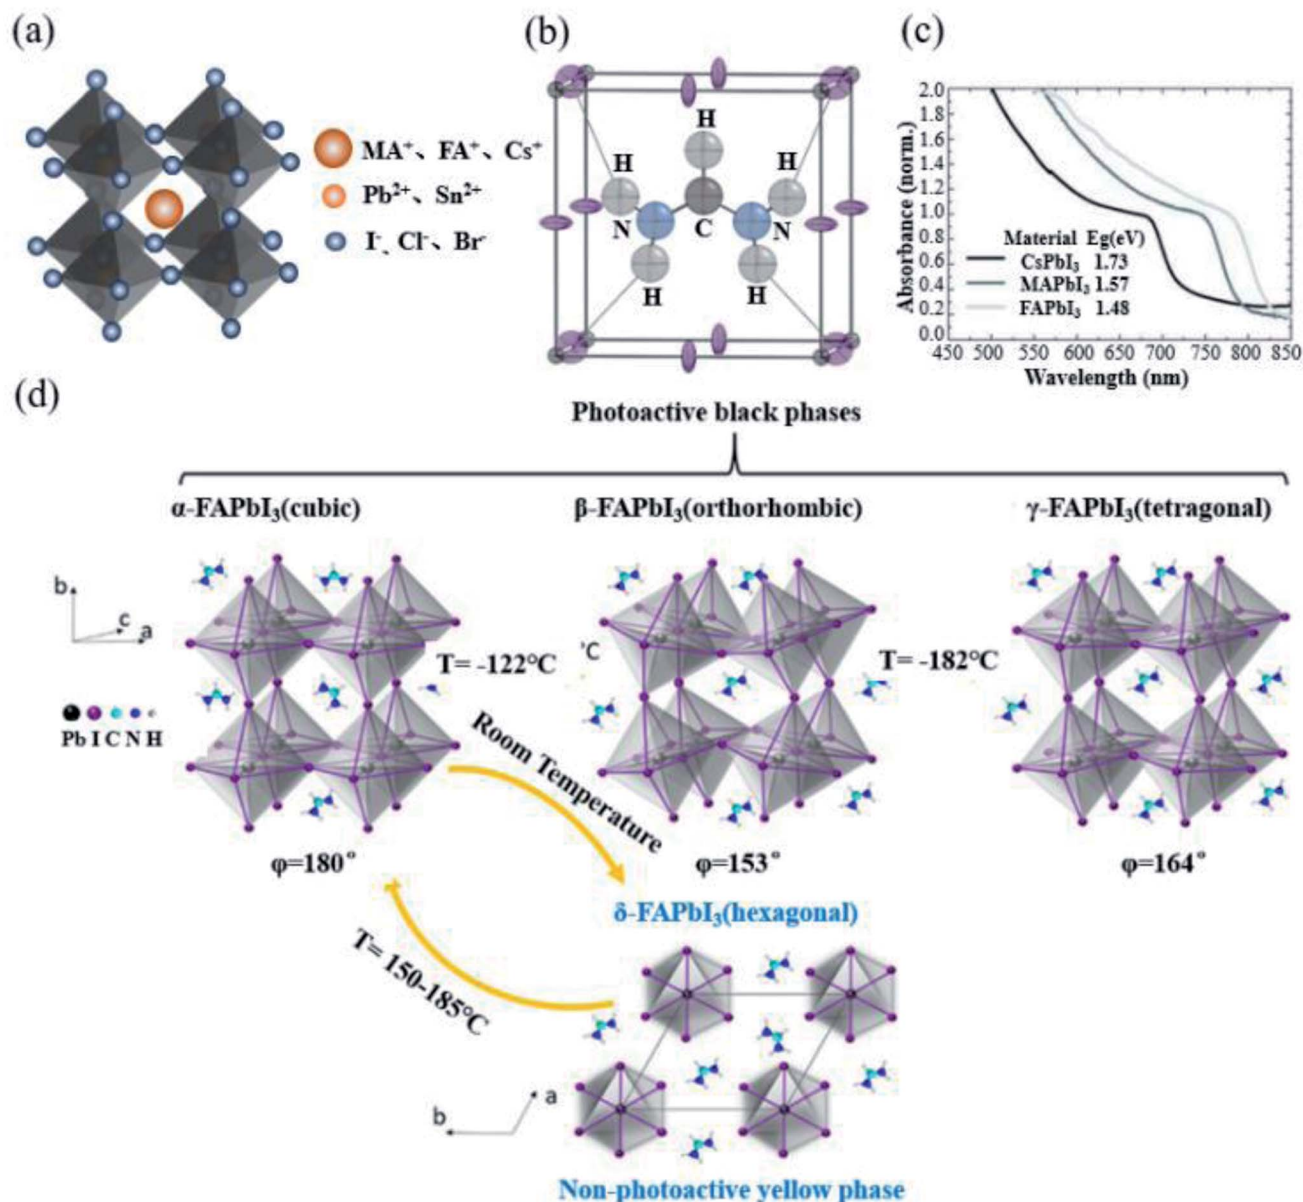 (a)
MA⁺、FA⁺、Cs⁺
Pb²⁺、Sn²⁺
I⁻、Cl⁻、Br⁻
(b)
H
H
H
N
C
N
H
H
(c)
Absorbance (norm.)
2.0
1.8
1.6
1.4
1.2
1.0
0.8
0.6
0.4
0.2
0.0
Material Eg(eV)
CsPbI₃ 1.73
MAPbI₃ 1.57
FAPbI₃ 1.48
450 500 550 600 650 700 750 800 850
Wavelength (nm)
(d)
Photoactive black phases
α-FAPbI₃(cubic)
β-FAPbI₃(orthorhombic)
γ-FAPbI₃(tetragonal)
b
c
a
T= -122°C
°C
T= -182°C
Pb I C N H
Room Temperature
φ=180°
φ=153°
φ=164°
δ-FAPbI₃(hexagonal)
T= 150-185°C
b
a
Non-photoactive yellow phase